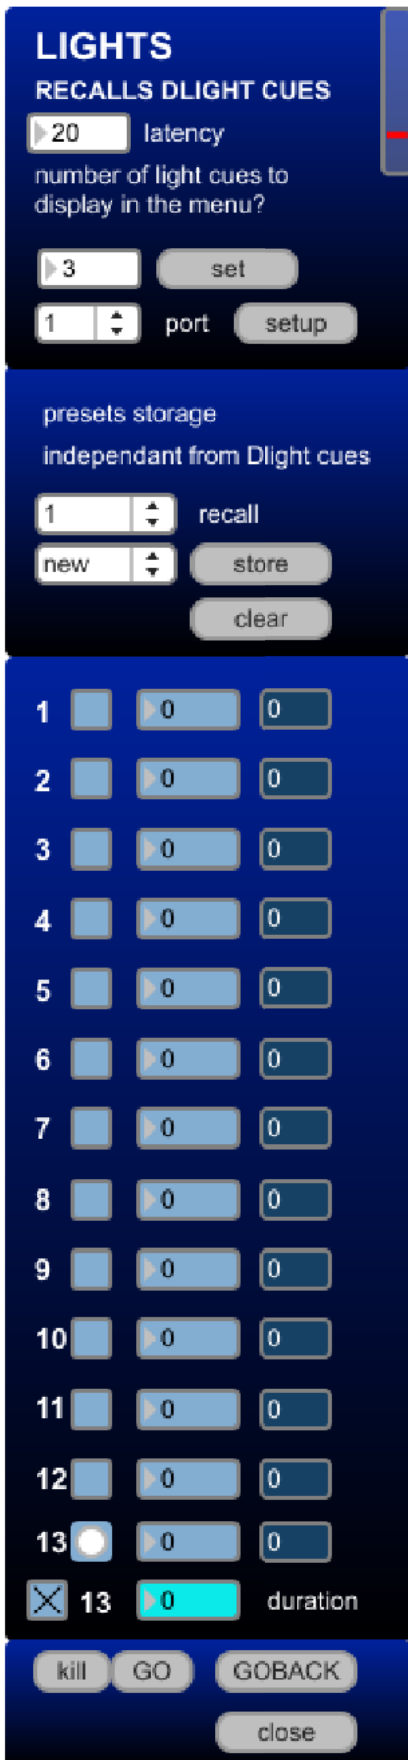 LIGHTS
RECALLS DLIGHT CUES
20 latency
number of light cues to
display in the menu?
3 set
1 port setup
presets storage
independant from Dlight cues
1 recall
new store
clear
1 0 0
2 0 0
3 0 0
4 0 0
5 0 0
6 0 0
7 0 0
8 0 0
9 0 0
10 0 0
11 0 0
12 0 0
13 0 0
13 0 duration
kill GO GOBACK
close